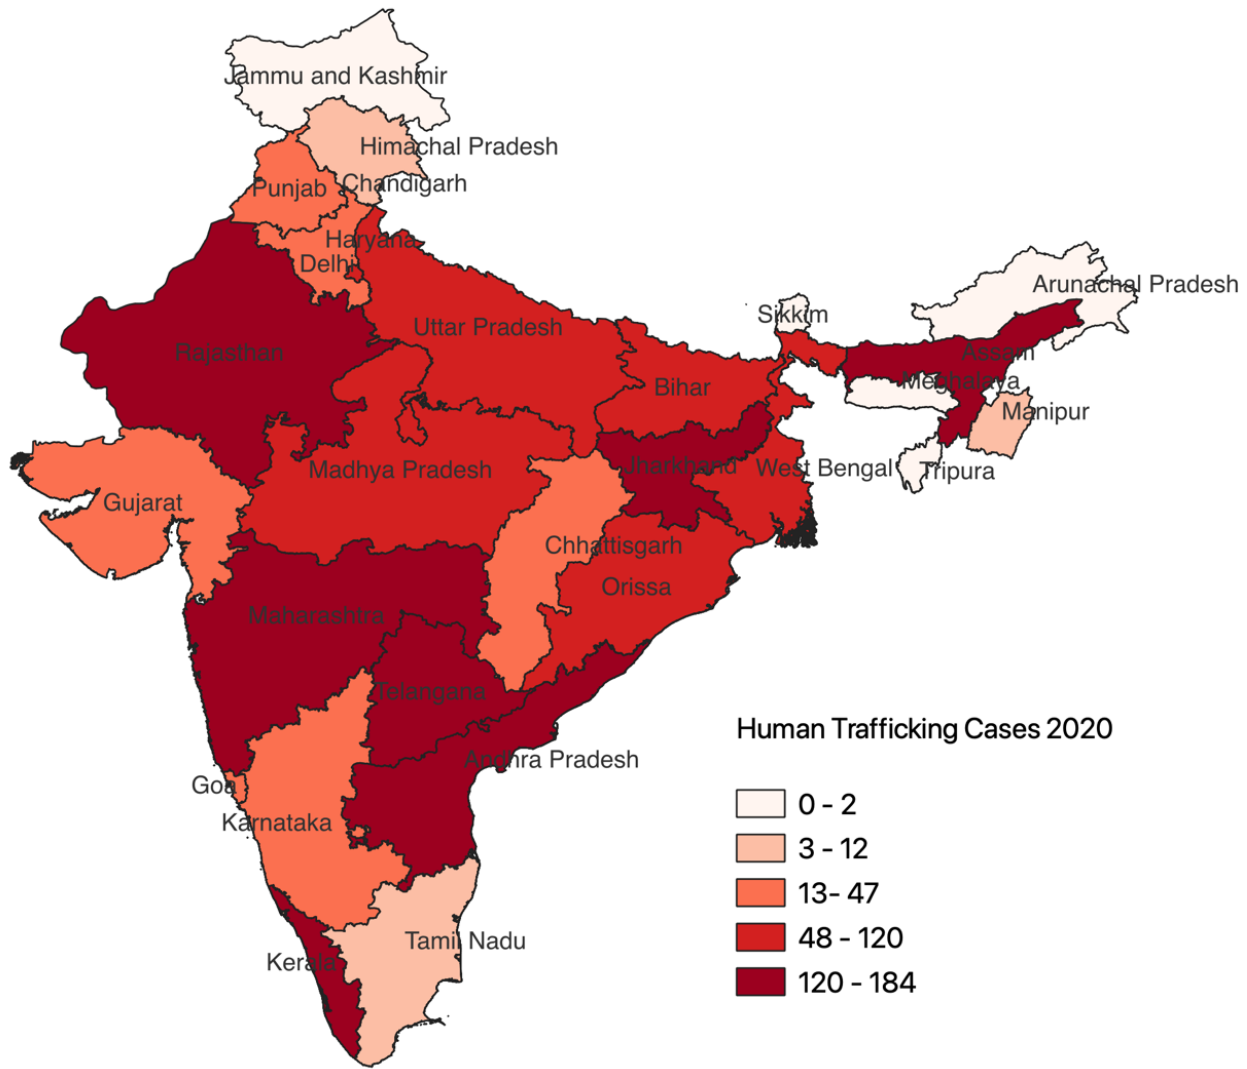 Jammu and Kashmir
Himachal Pradesh
Chandigarh
Punjab
Haryana
Delhi
Arunachal Pradesh
Sikkim
Uttar Pradesh
Rajasthan
Assam
Meghalaya
Bihar
Manipur
Jharkhand
West Bengal
Tripura
Madhya Pradesh
Gujarat
Chhattisgarh
Orissa
Maharashtra
Telangana
Andhra Pradesh
Goa
Karnataka
Tamil Nadu
Kerala
Human Trafficking Cases 2020
0 - 2
3 - 12
13- 47
48 - 120
120 - 184